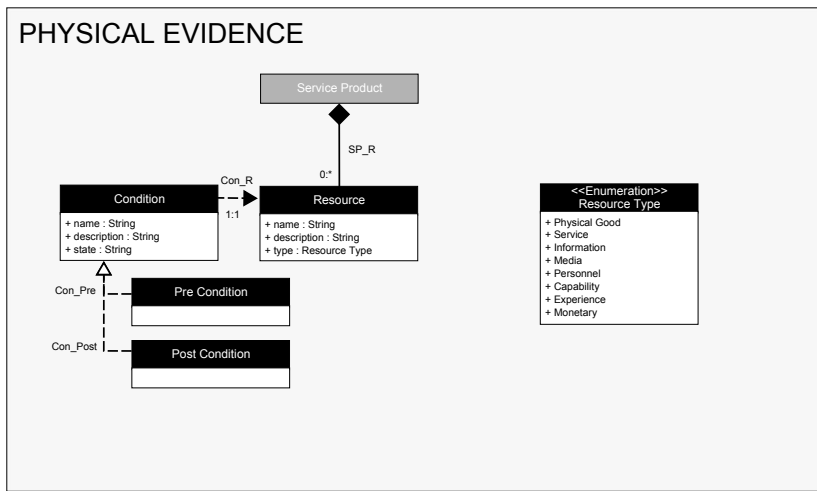 PHYSICAL EVIDENCE
Service Product
SP_R
0:*
Con_R
1:1
Condition
+ name : String
+ description : String
+ state : String
Resource
+ name : String
+ description : String
+ type : Resource Type
<<Enumeration>>
Resource Type
+ Physical Good
+ Service
+ Information
+ Media
+ Personnel
+ Capability
+ Experience
+ Monetary
Con_Pre
Pre Condition
Con_Post
Post Condition